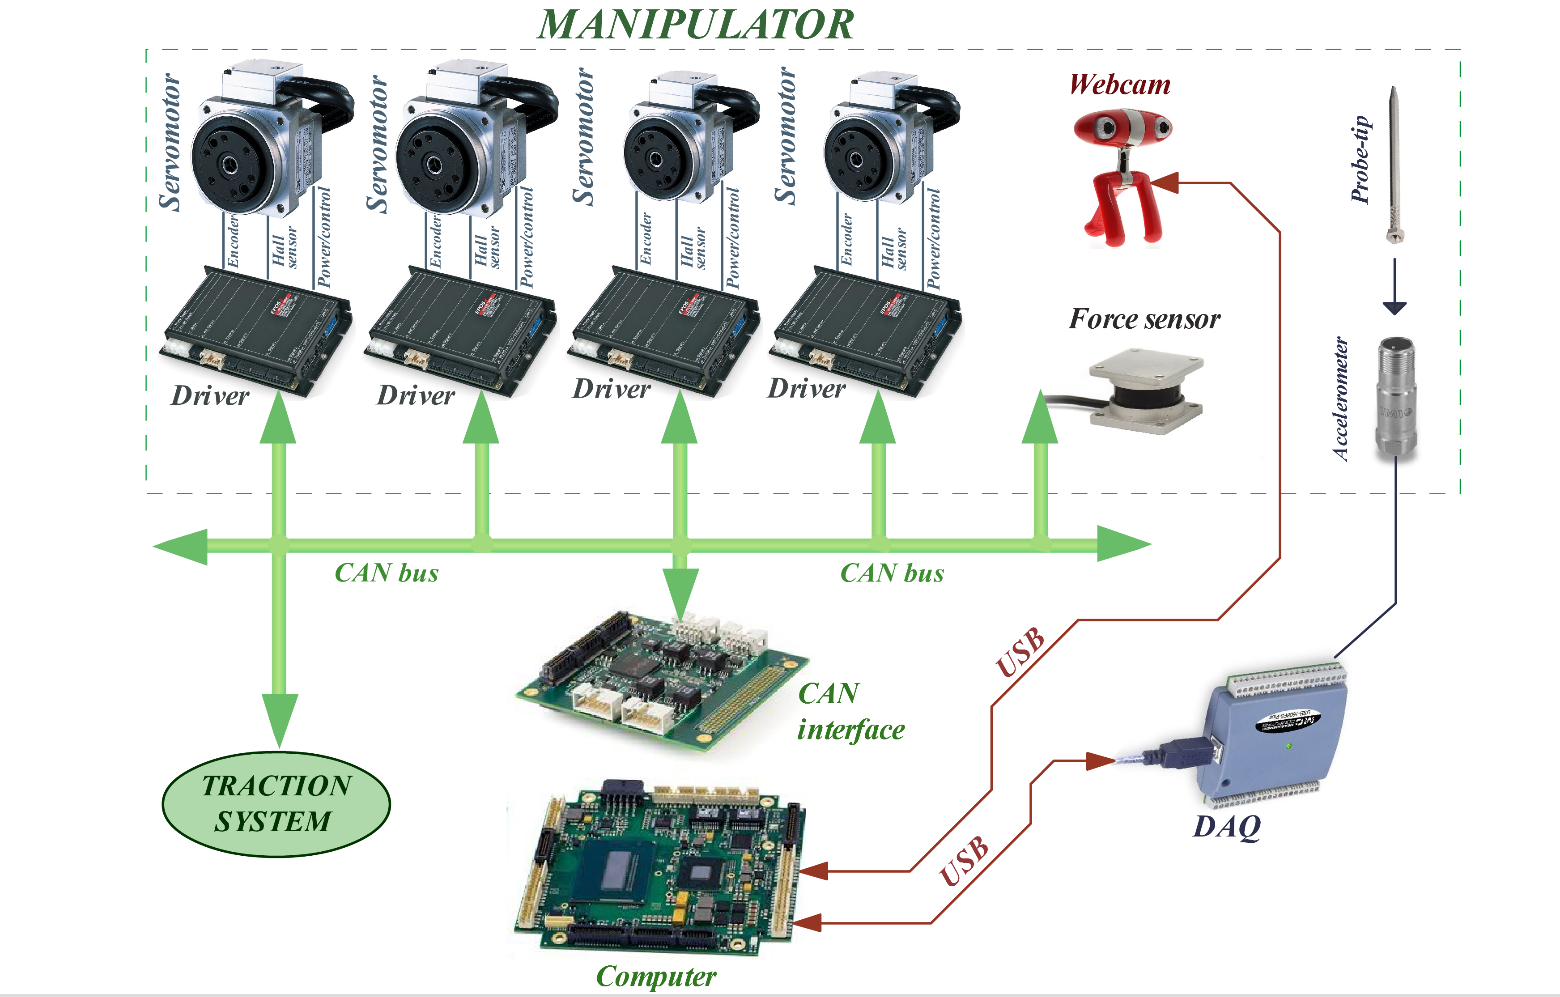 MANIPULATOR
Servomotor
Servomotor
Servomotor
Servomotor
Webcam
Probe-tip
Encoder
Hall
sensor
Power/control
Encoder
Hall
sensor
Power/control
Encoder
Hall
sensor
Power/control
Encoder
Hall
sensor
Power/control
Force sensor
Accelerometer
Driver
Driver
Driver
Driver
CAN bus
CAN bus
USB
CAN
interface
TRACTION
SYSTEM
DAQ
USB
Computer